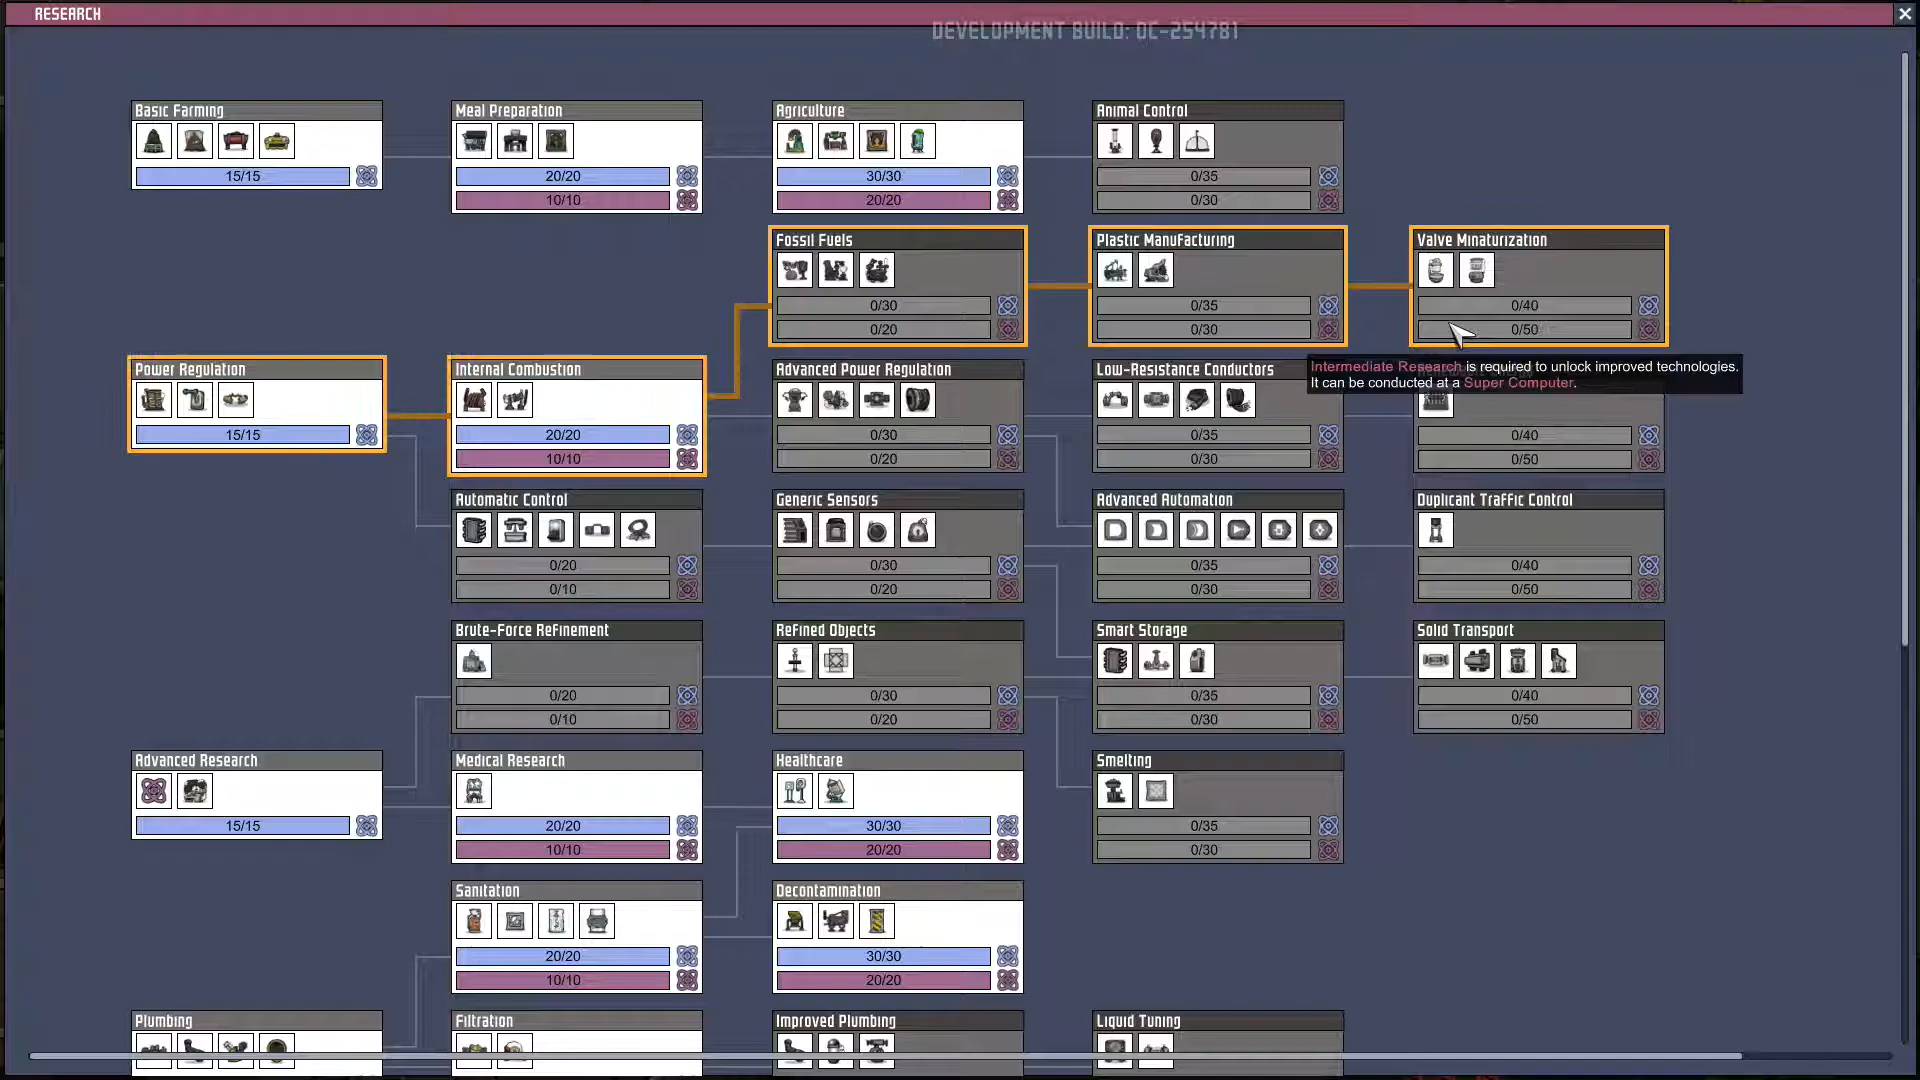 RESEARCH
DEVELOPMENT BUILD: OC-254781
Basic Farming
Meal Preparation
Agriculture
Animal Control
15/15
20/20
30/30
0/35
10/10
20/20
0/30
Fossil Fuels
Plastic Manufacturing
Valve Minaturization
0/30
0/35
0/40
0/20
0/30
0/50
Power Regulation
Internal Combustion
Advanced Power Regulation
Low-Resistance Conductors
Intermediate Research is required to unlock improved technologies.
It can be conducted at a Super Computer.
15/15
20/20
0/30
0/35
0/40
10/10
0/20
0/30
0/50
Automatic Control
Generic Sensors
Advanced Automation
Duplicant Traffic Control
0/20
0/30
0/35
0/40
0/10
0/20
0/30
0/50
Brute-Force Refinement
Refined Objects
Smart Storage
Solid Transport
0/20
0/30
0/35
0/40
0/10
0/20
0/30
0/50
Advanced Research
Medical Research
Healthcare
Smelting
15/15
20/20
30/30
0/35
10/10
20/20
0/30
Sanitation
Decontamination
20/20
30/30
10/10
20/20
Plumbing
Filtration
Improved Plumbing
Liquid Tuning